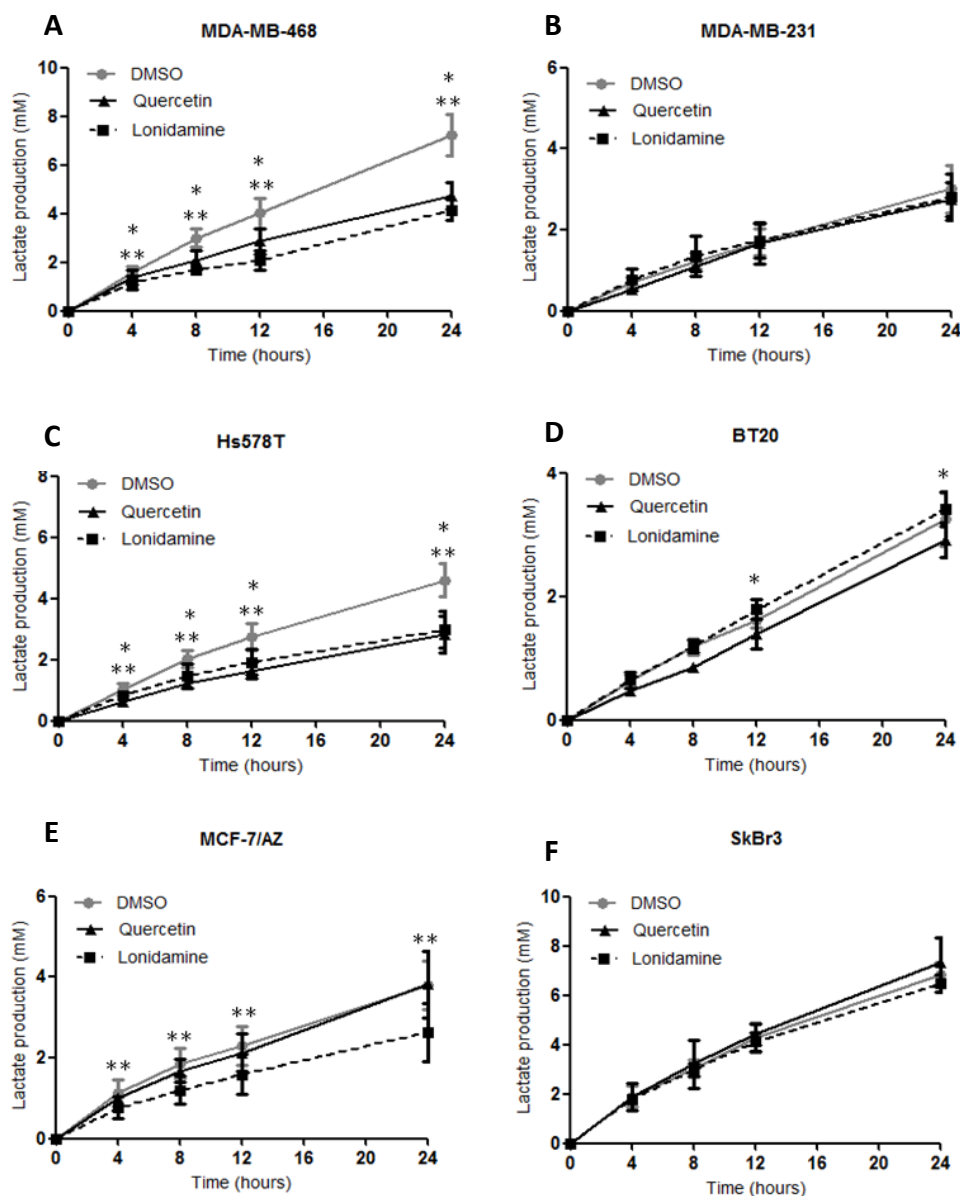 A
MDA-MB-468
Lactate production (mM)
10
8
6
4
2
0
DMSO
Quercetin
Lonidamine
*
**
*
**
*
**
*
**
0 4 8 12 16 20 24
Time (hours)
B
MDA-MB-231
Lactate production (mM)
6
4
2
0
DMSO
Quercetin
Lonidamine
0 4 8 12 16 20 24
Time (hours)
C
Hs578T
Lactate production (mM)
8
6
4
2
0
DMSO
Quercetin
Lonidamine
*
**
*
**
*
**
*
**
0 4 8 12 16 20 24
Time (hours)
D
BT20
Lactate production (mM)
4
2
0
DMSO
Quercetin
Lonidamine
*
*
0 4 8 12 16 20 24
Time (hours)
E
MCF-7/AZ
Lactate production (mM)
6
4
2
0
DMSO
Quercetin
Lonidamine
**
**
**
**
0 4 8 12 16 20 24
Time (hours)
F
SkBr3
Lactate production (mM)
10
8
6
4
2
0
DMSO
Quercetin
Lonidamine
0 4 8 12 16 20 24
Time (hours)